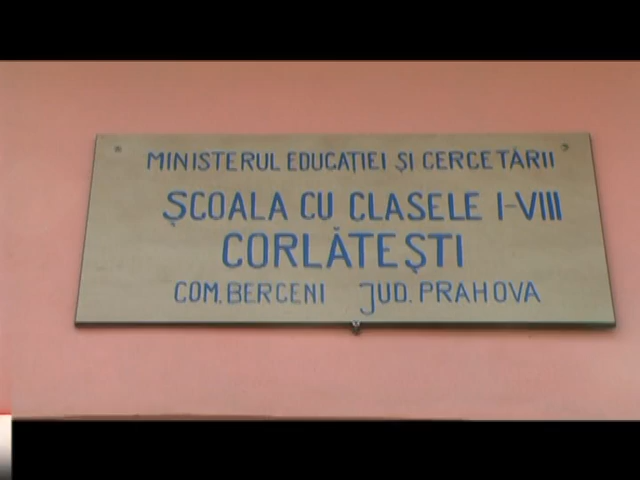 MINISTERUL EDUCAȚIEI ȘI CERCETĂRII
ȘCOALA CU CLASELE I-VIII
CORLĂTEȘTI
COM. BERCENI JUD. PRAHOVA